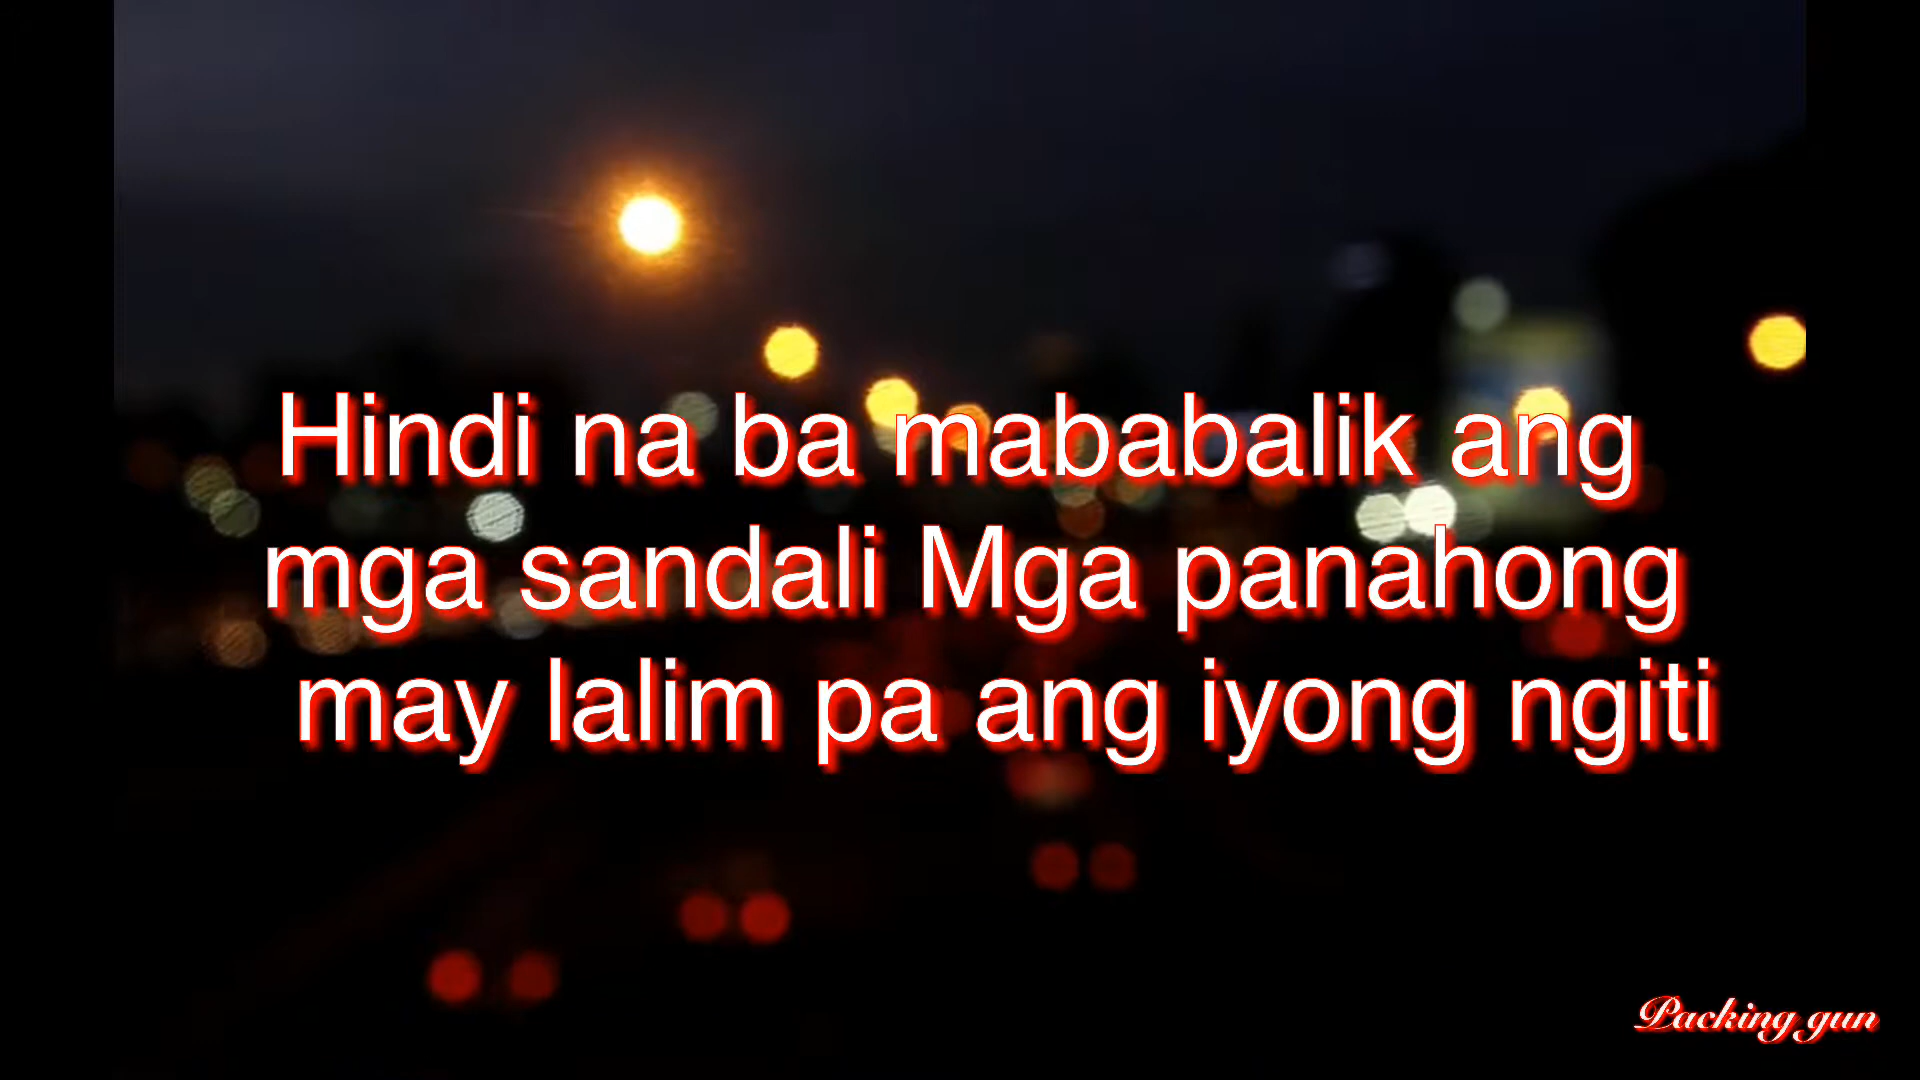 Hindi na ba mababalik ang
mga sandali Mga panahong
may lalim pa ang iyong ngiti
Packing gun